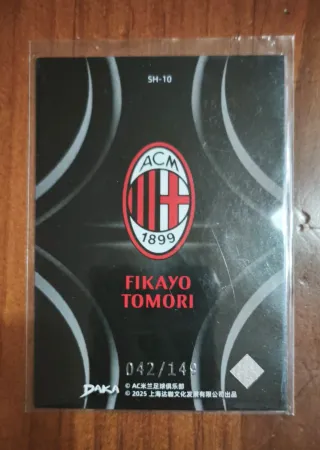 SH-10
ACM
1899
FIKAYO
TOMORI
042/149
DAKA
© AC米兰足球俱乐部
© 2025 上海达咖文化发展有限公司出品